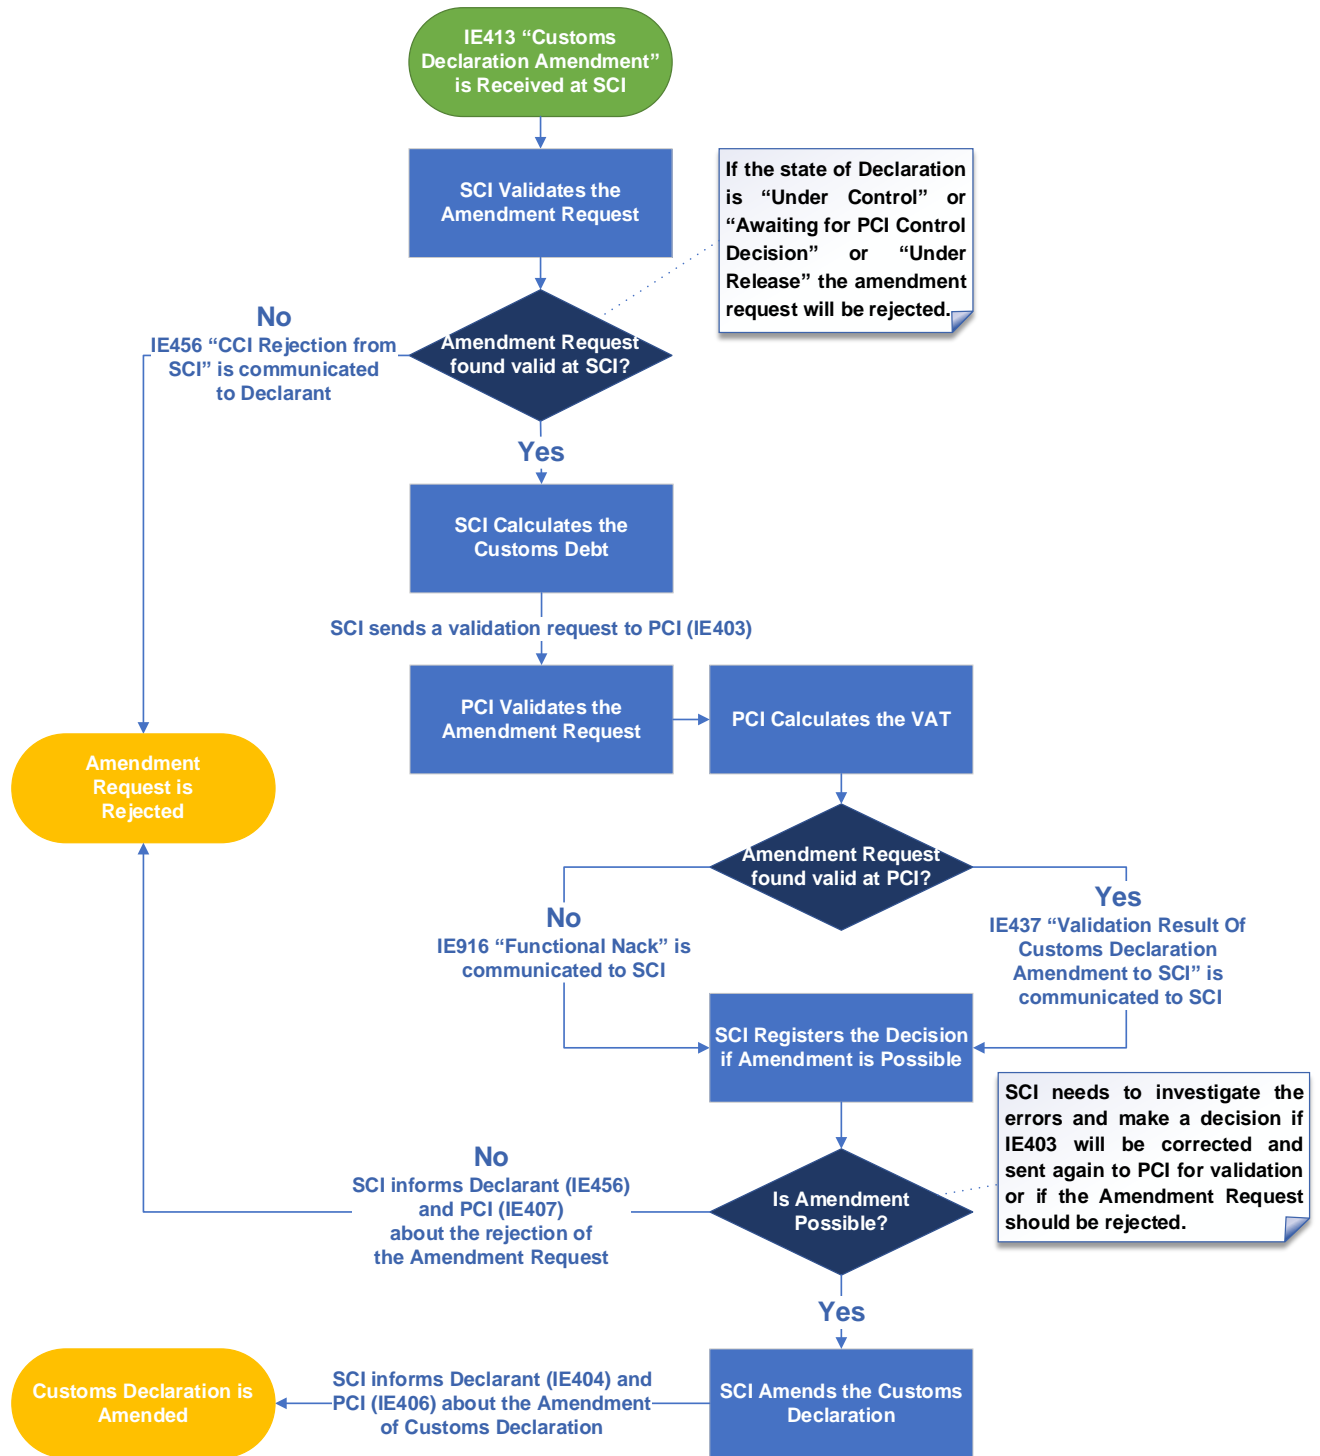 IE413 “Customs
Declaration Amendment”
is Received at SCI
SCI Validates the
Amendment Request
If the state of Declaration
is “Under Control” or
“Awaiting for PCI Control
Decision” or “Under
Release” the amendment
request will be rejected.
Amendment Request
found valid at SCI?
No
IE456 “CCI Rejection from
SCI” is communicated
to Declarant
Yes
SCI Calculates the
Customs Debt
SCI sends a validation request to PCI (IE403)
PCI Validates the
Amendment Request
PCI Calculates the VAT
Amendment
Request is
Rejected
Amendment Request
found valid at PCI?
No
IE916 “Functional Nack” is
communicated to SCI
Yes
IE437 “Validation Result Of
Customs Declaration
Amendment to SCI” is
communicated to SCI
SCI Registers the Decision
if Amendment is Possible
SCI needs to investigate the
errors and make a decision if
IE403 will be corrected and
sent again to PCI for validation
or if the Amendment Request
should be rejected.
Is Amendment
Possible?
No
SCI informs Declarant (IE456)
and PCI (IE407)
about the rejection of
the Amendment Request
Yes
SCI Amends the Customs
Declaration
SCI informs Declarant (IE404) and
PCI (IE406) about the Amendment
of Customs Declaration
Customs Declaration is
Amended